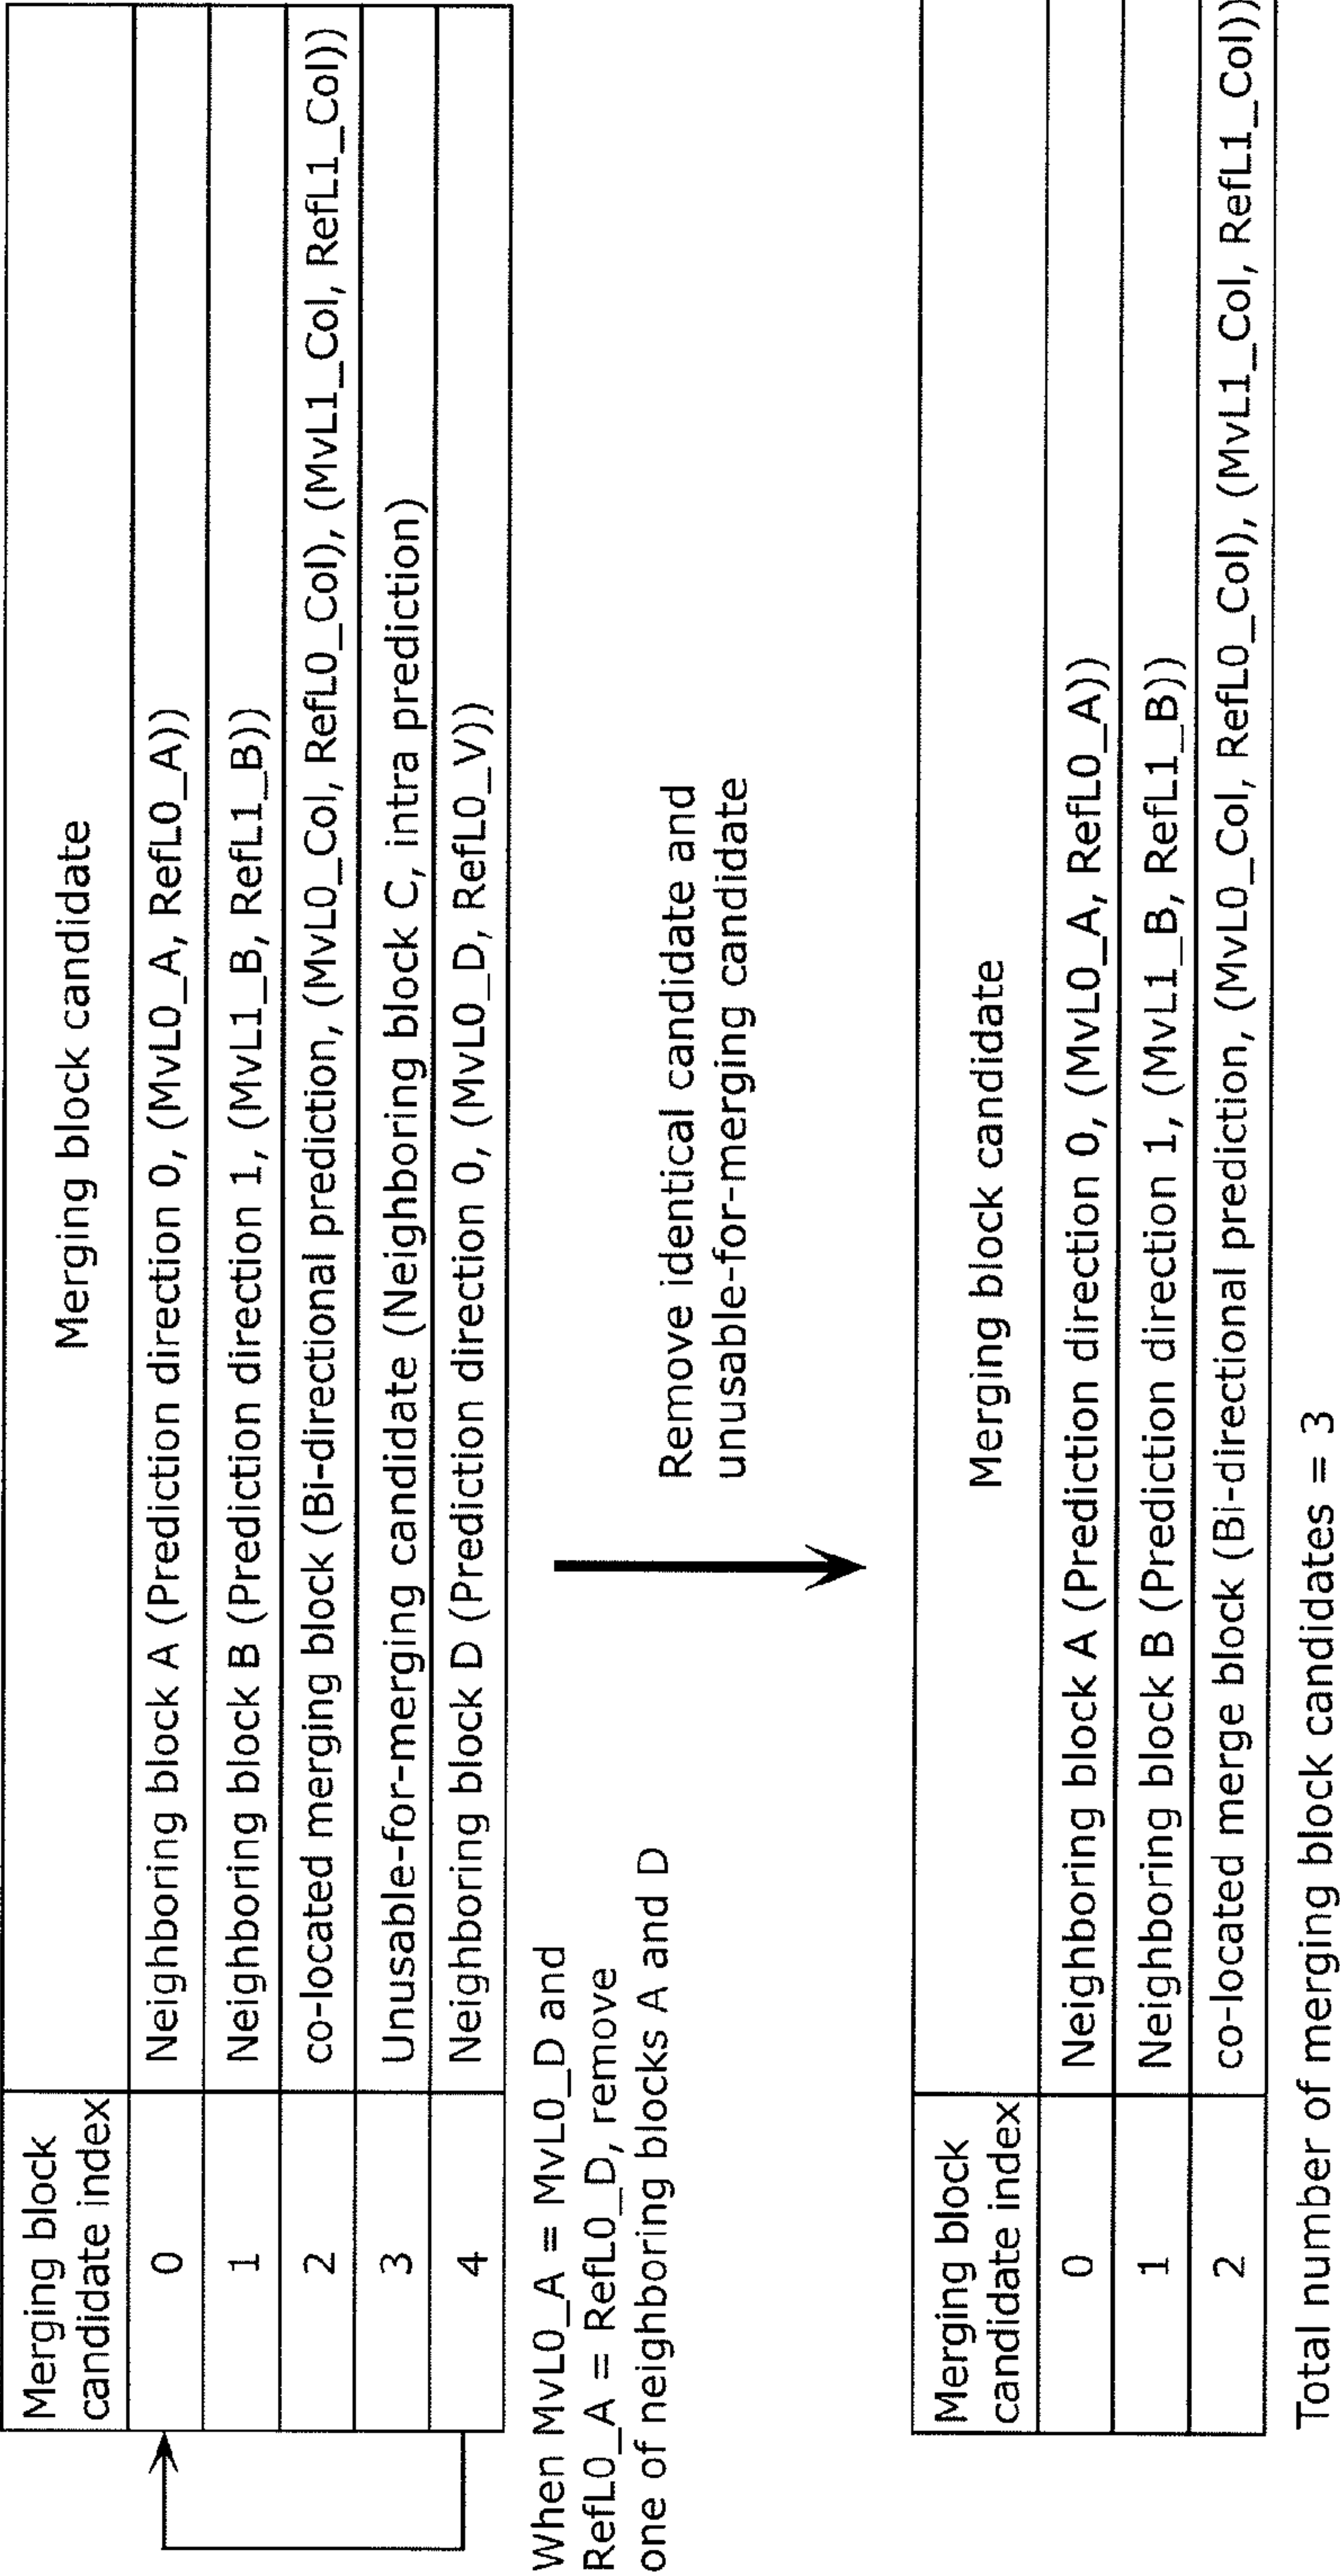 Merging block
candidate index
Merging block candidate
0
Neighboring block A (Prediction direction 0, (MvL0_A, RefL0_A))
1
Neighboring block B (Prediction direction 1, (MvL1_B, RefL1_B))
2
co-located merging block (Bi-directional prediction, (MvL0_Col, RefL0_Col), (MvL1_Col, RefL1_Col))
3
Unusable-for-merging candidate (Neighboring block C, intra prediction)
4
Neighboring block D (Prediction direction 0, (MvL0_D, RefL0_V))
When MvL0_A = MvL0_D and
RefL0_A = RefL0_D, remove
one of neighboring blocks A and D
Remove identical candidate and
unusable-for-merging candidate
Merging block
candidate index
Merging block candidate
0
Neighboring block A (Prediction direction 0, (MvL0_A, RefL0_A))
1
Neighboring block B (Prediction direction 1, (MvL1_B, RefL1_B))
2
co-located merge block (Bi-directional prediction, (MvL0_Col, RefL0_Col), (MvL1_Col, RefL1_Col))
Total number of merging block candidates = 3